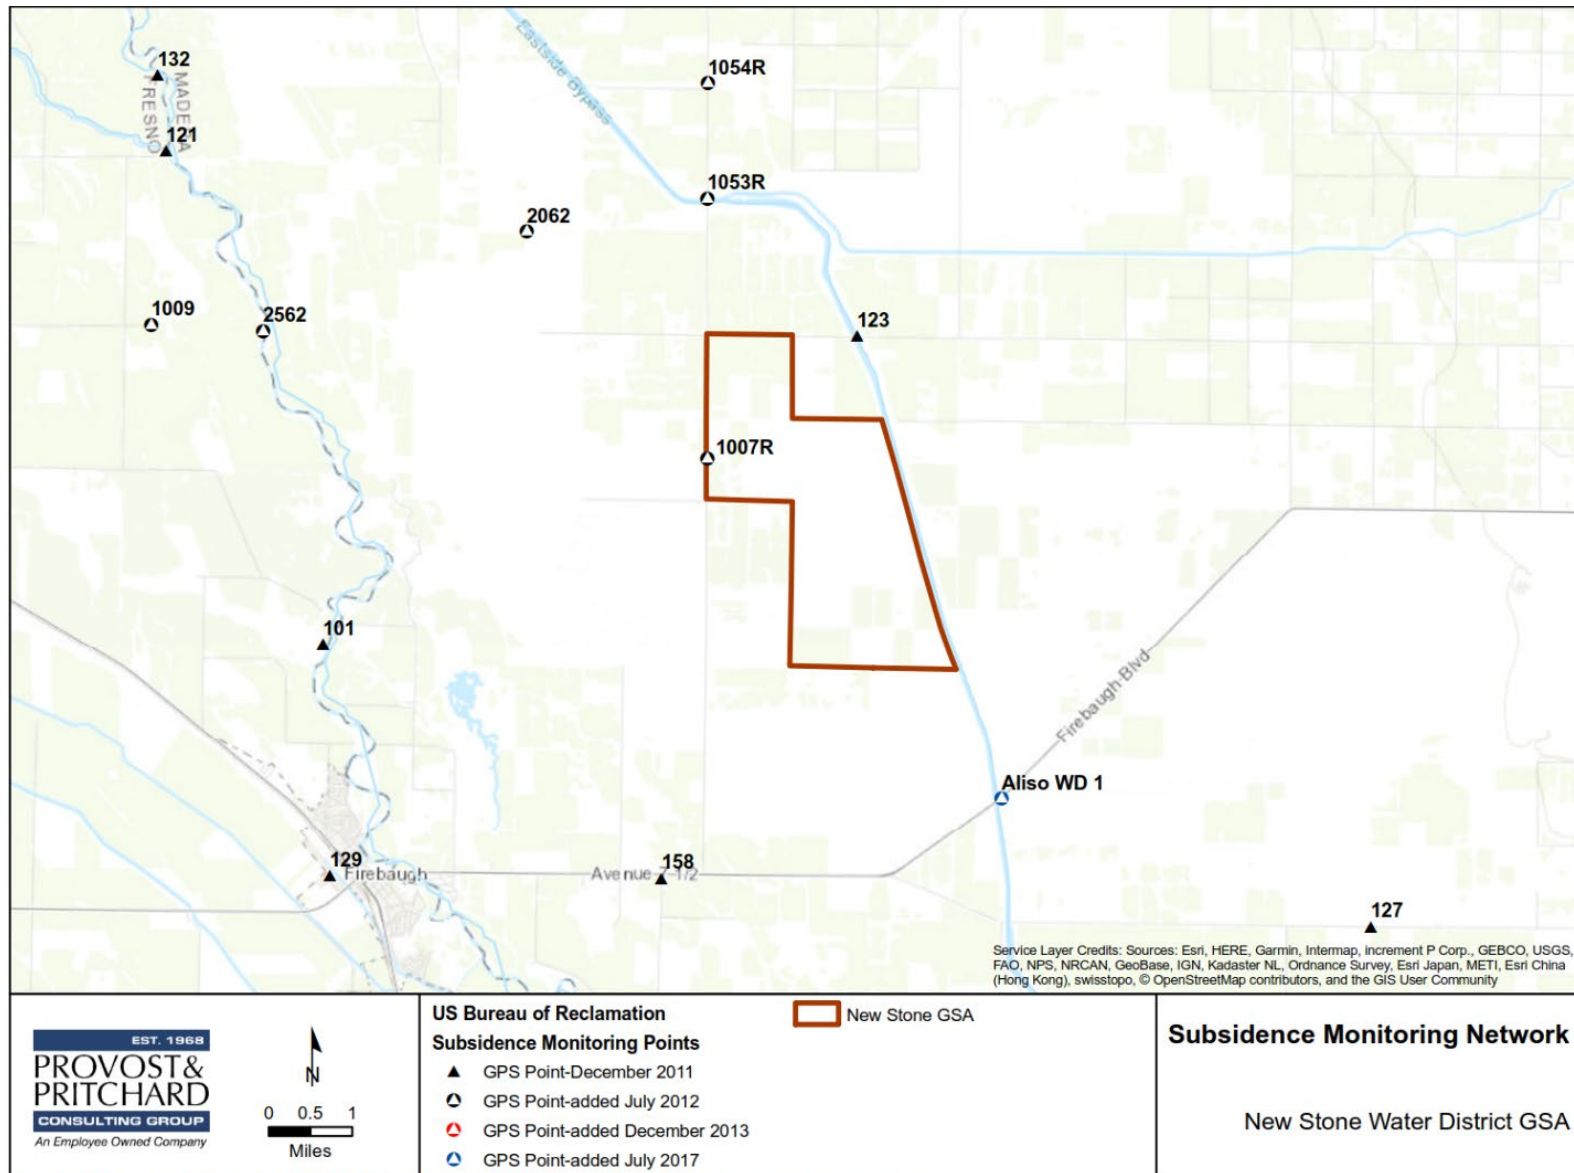 132
MADERA
FRESNO
121
Eastside Bypass
1054R
1053R
2062
1009
2562
123
1007R
101
Firebaugh Blvd
Aliso WD 1
129
Firebaugh
Avenue 7-1/2
158
127
Service Layer Credits: Sources: Esri, HERE, Garmin, Intermap, increment P Corp., GEBCO, USGS,
FAO, NPS, NRCAN, GeoBase, IGN, Kadaster NL, Ordnance Survey, Esri Japan, METI, Esri China
(Hong Kong), swisstopo, © OpenStreetMap contributors, and the GIS User Community
EST. 1968
PROVOST&
PRITCHARD
CONSULTING GROUP
An Employee Owned Company
N
0 0.5 1
Miles
US Bureau of Reclamation
Subsidence Monitoring Points
GPS Point-December 2011
GPS Point-added July 2012
GPS Point-added December 2013
GPS Point-added July 2017
New Stone GSA
Subsidence Monitoring Network
New Stone Water District GSA